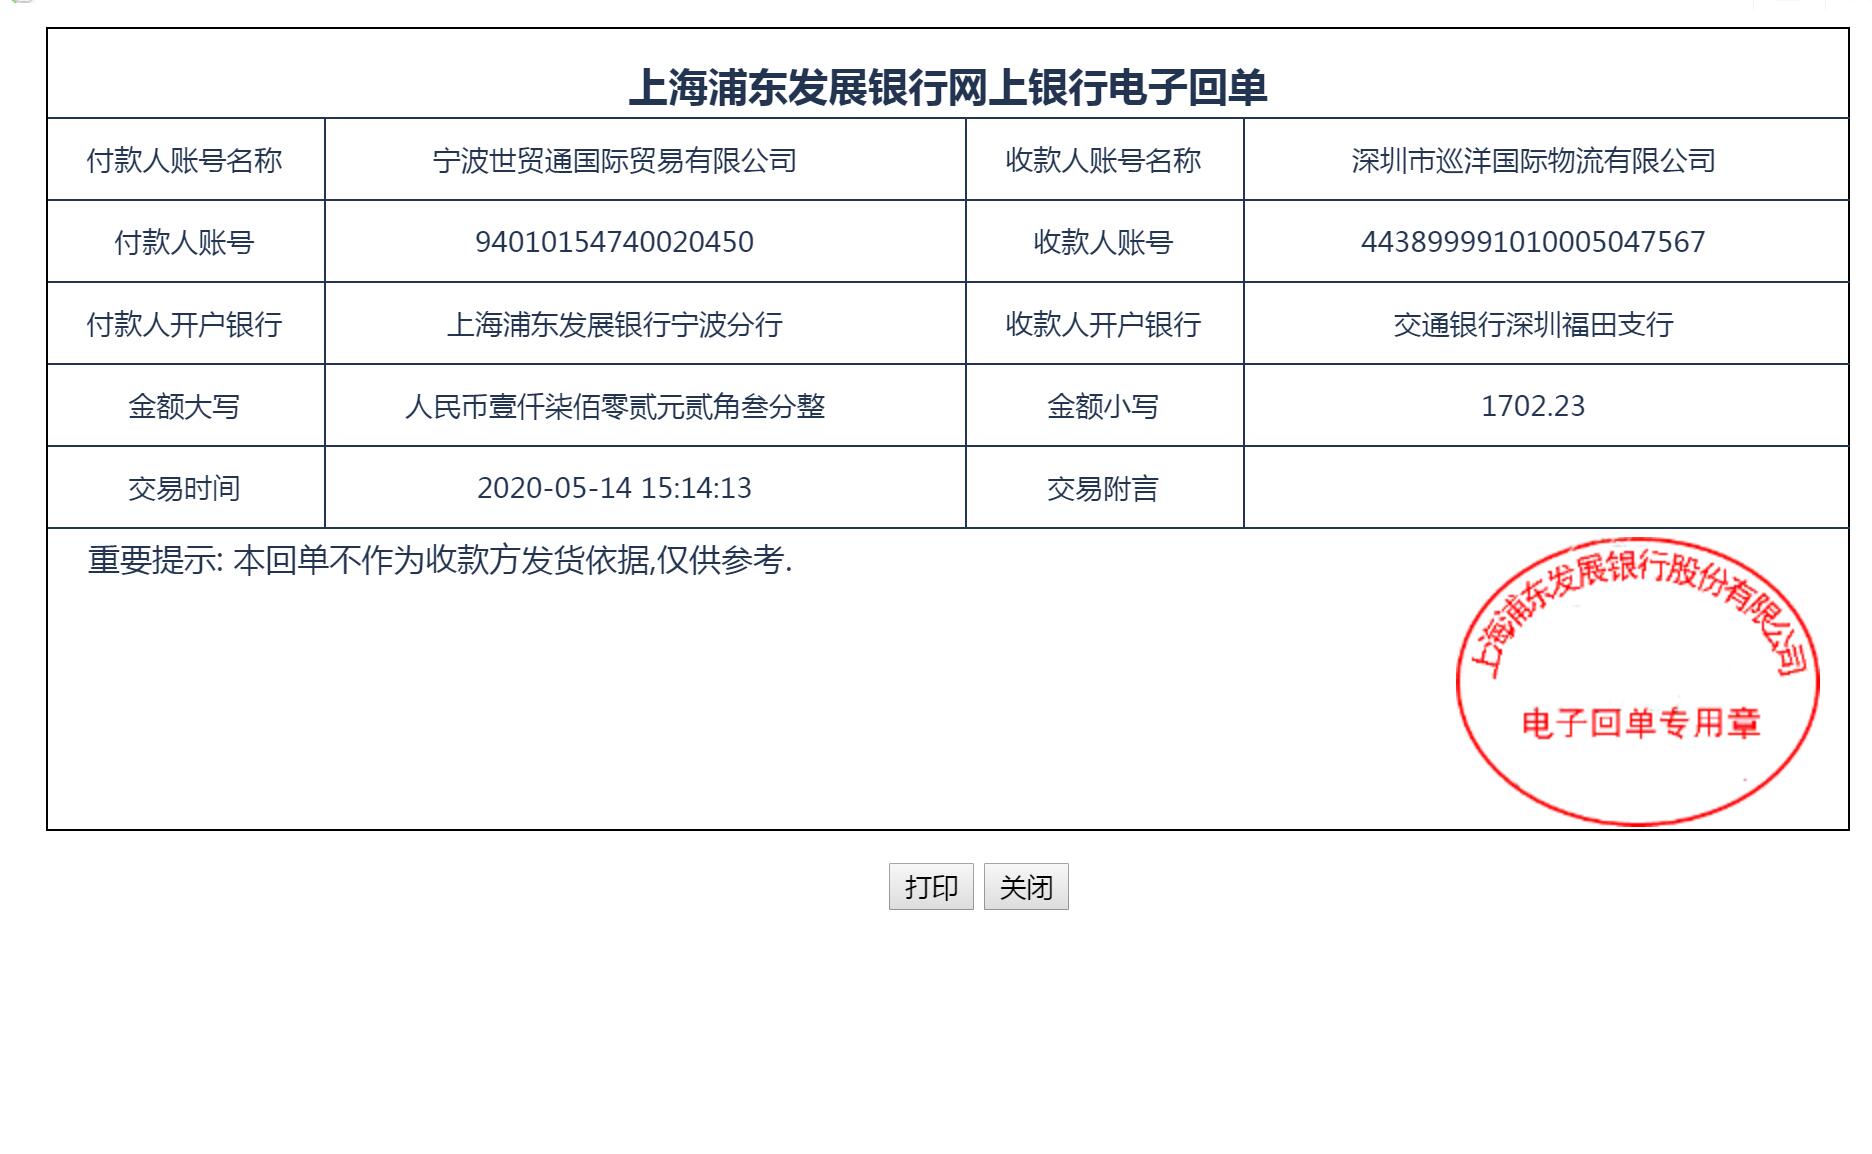 上海浦东发展银行网上银行电子回单
付款人账号名称 宁波世贸通国际贸易有限公司 收款人账号名称 深圳市巡洋国际物流有限公司
付款人账号 94010154740020450 收款人账号 443899991010005047567
付款人开户银行 上海浦东发展银行宁波分行 收款人开户银行 交通银行深圳福田支行
金额大写 人民币壹仟柒佰零贰元贰角叁分整 金额小写 1702.23
交易时间 2020-05-14 15:14:13 交易附言
重要提示: 本回单不作为收款方发货依据,仅供参考.
上海浦东发展银行股份有限公司
电子回单专用章
打印 关闭